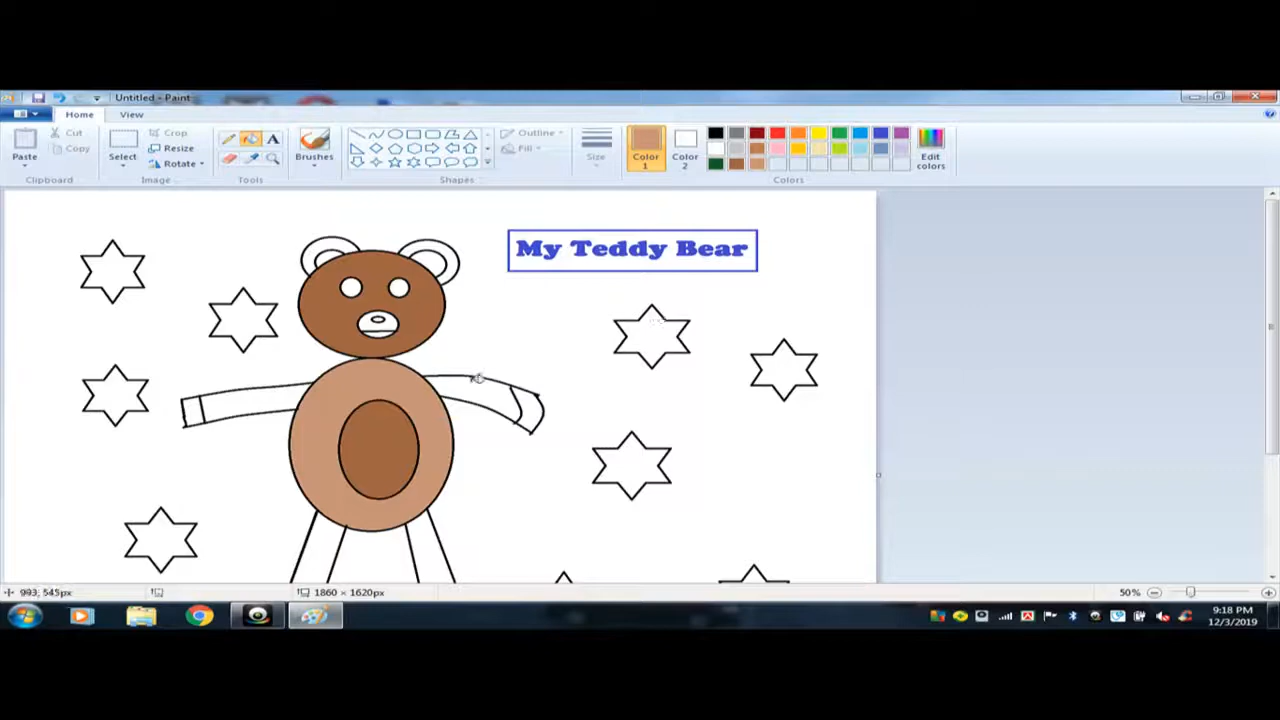 Untitled - Paint
Home View
Paste
Cut
Copy
Clipboard
Select
Crop
Resize
Rotate
Image
Tools
Brushes
Shapes
Outline
Fill
Size
Color 1
Color 2
Colors
Edit colors
My Teddy Bear
993, 545px
1860 × 1620px
50%
9:18 PM
12/3/2019